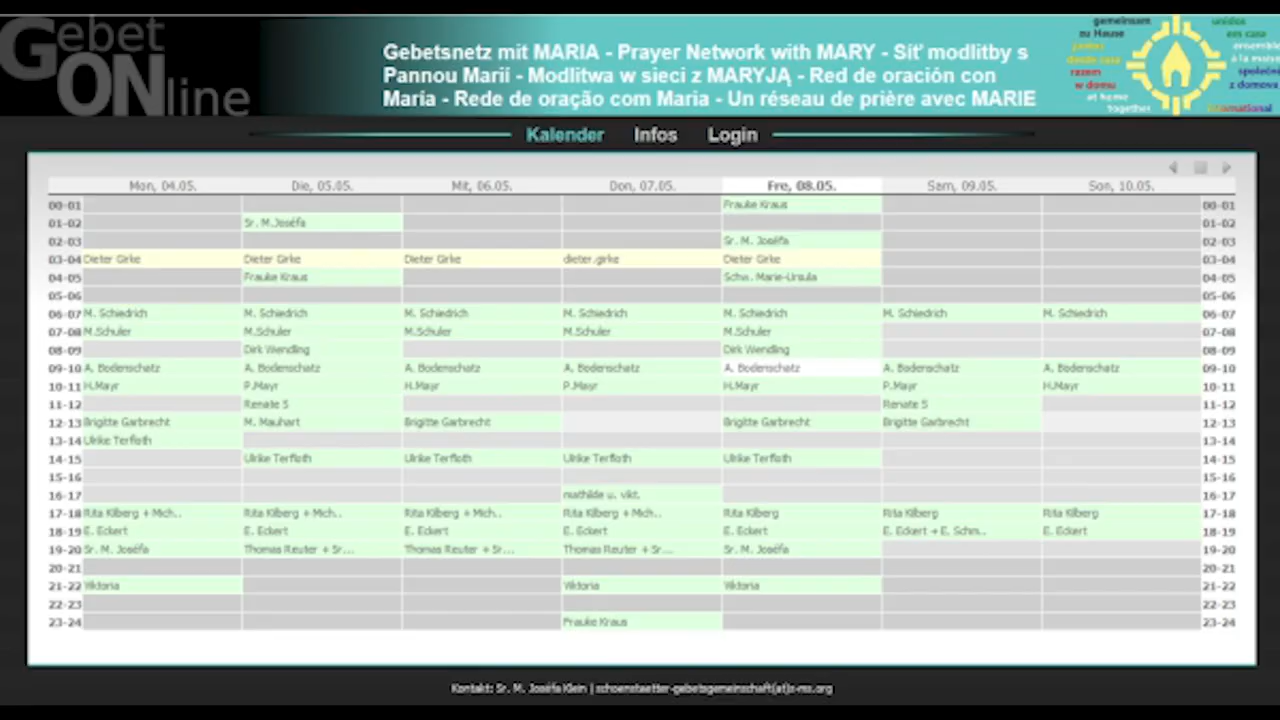 Gebet
ONline
Gebetsnetz mit MARIA - Prayer Network with MARY - Síť modlitby s
Pannou Marií - Modlitwa w sieci z MARYJĄ - Red de oración con
María - Rede de oração com Maria - Un réseau de prière avec MARIE
gemeinsam
zu Hause
juntos
desde casa
razem
w domu
at home
together
unidos
em casa
ensemble
à la maison
společně
z domova
international
Kalender Infos Login
Mon, 04.05. Die, 05.05. Mit, 06.05. Don, 07.05. Fre, 08.05. Sam, 09.05. Son, 10.05.
00-01 Frauke Kraus 00-01
01-02 Sr. M.Joséfa 01-02
02-03 Sr. M. Joséfa 02-03
03-04 Dieter Girke Dieter Girke Dieter Girke dieter.girke Dieter Girke 03-04
04-05 Frauke Kraus Schw. Marie-Ursula 04-05
05-06 05-06
06-07 M. Schiedrich M. Schiedrich M. Schiedrich M. Schiedrich M. Schiedrich M. Schiedrich M. Schiedrich 06-07
07-08 M.Schuler M.Schuler M.Schuler M.Schuler M.Schuler 07-08
08-09 Dirk Wendling Dirk Wendling 08-09
09-10 A. Bodenschatz A. Bodenschatz A. Bodenschatz A. Bodenschatz A. Bodenschatz A. Bodenschatz A. Bodenschatz 09-10
10-11 H.Mayr P.Mayr H.Mayr P.Mayr H.Mayr P.Mayr H.Mayr 10-11
11-12 Renate S Renate S 11-12
12-13 Brigitte Garbrecht M. Mauhart Brigitte Garbrecht Brigitte Garbrecht Brigitte Garbrecht 12-13
13-14 Ulrike Terfloth 13-14
14-15 Ulrike Terfloth Ulrike Terfloth Ulrike Terfloth Ulrike Terfloth 14-15
15-16 15-16
16-17 mathilde u. vikt. 16-17
17-18 Rita Kilberg + Mich.. Rita Kilberg + Mich.. Rita Kilberg + Mich.. Rita Kilberg + Mich.. Rita Kilberg Rita Kilberg Rita Kilberg 17-18
18-19 E. Eckert E. Eckert E. Eckert E. Eckert E. Eckert E. Eckert + E. Schm.. E. Eckert 18-19
19-20 Sr. M. Joséfa Thomas Reuter + Sr... Thomas Reuter + Sr... Thomas Reuter + Sr... Sr. M. Joséfa 19-20
20-21 20-21
21-22 Viktoria Viktoria Viktoria 21-22
22-23 22-23
23-24 Frauke Kraus 23-24
Kontakt: Sr. M. Joséfa Klein | schoenstaetter-gebetsgemeinschaft(at)s-ms.org